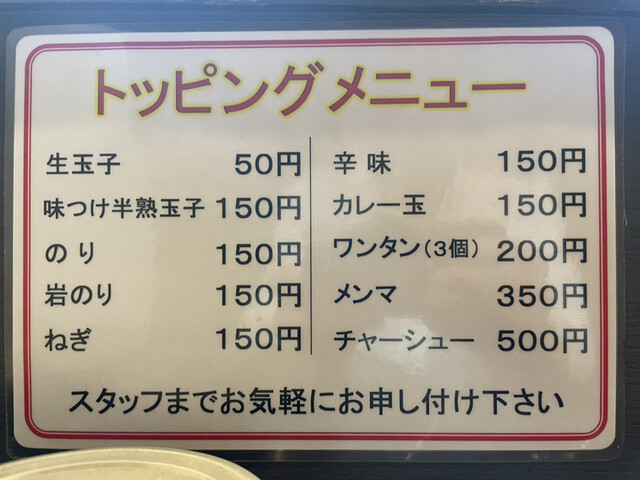 トッピングメニュー
生玉子 50円
味つけ半熟玉子 150円
のり 150円
岩のり 150円
ねぎ 150円
辛味 150円
カレー玉 150円
ワンタン(3個) 200円
メンマ 350円
チャーシュー 500円
スタッフまでお気軽にお申し付け下さい